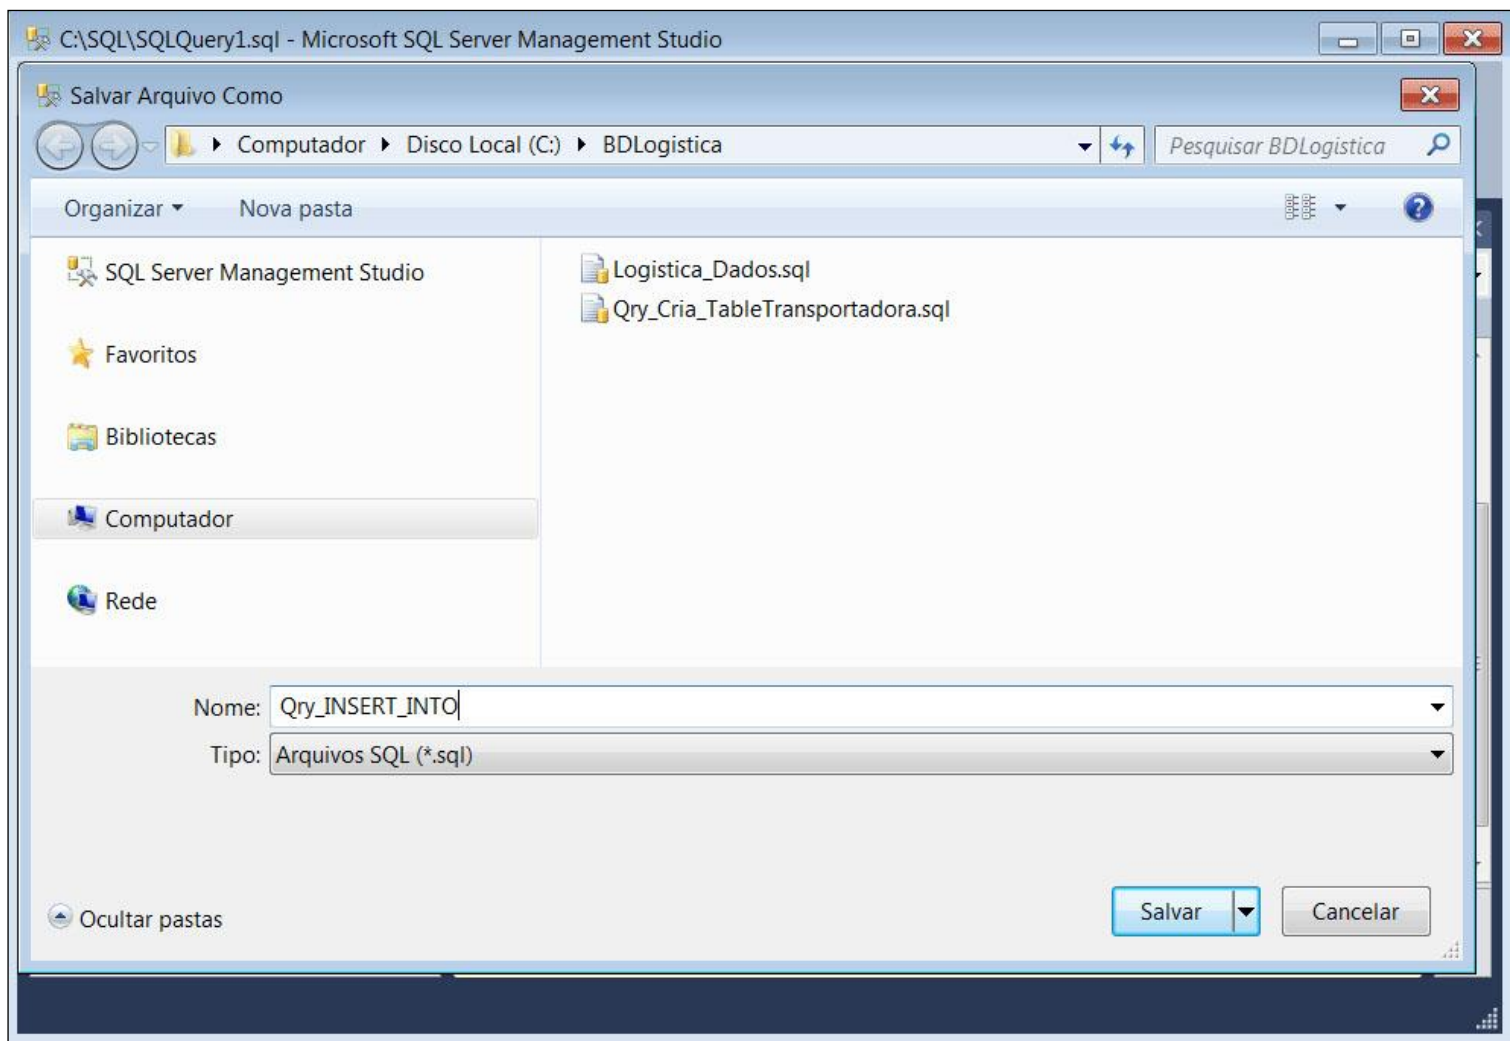 C:\SQL\SQLQuery1.sql - Microsoft SQL Server Management Studio
Salvar Arquivo Como
Computador Disco Local (C:) BDLogistica
Pesquisar BDLogistica
Organizar Nova pasta
SQL Server Management Studio
Favoritos
Bibliotecas
Computador
Rede
Logistica_Dados.sql
Qry_Cria_TableTransportadora.sql
Nome: Qry_INSERT_INTO
Tipo: Arquivos SQL (*.sql)
Ocultar pastas
Salvar
Cancelar